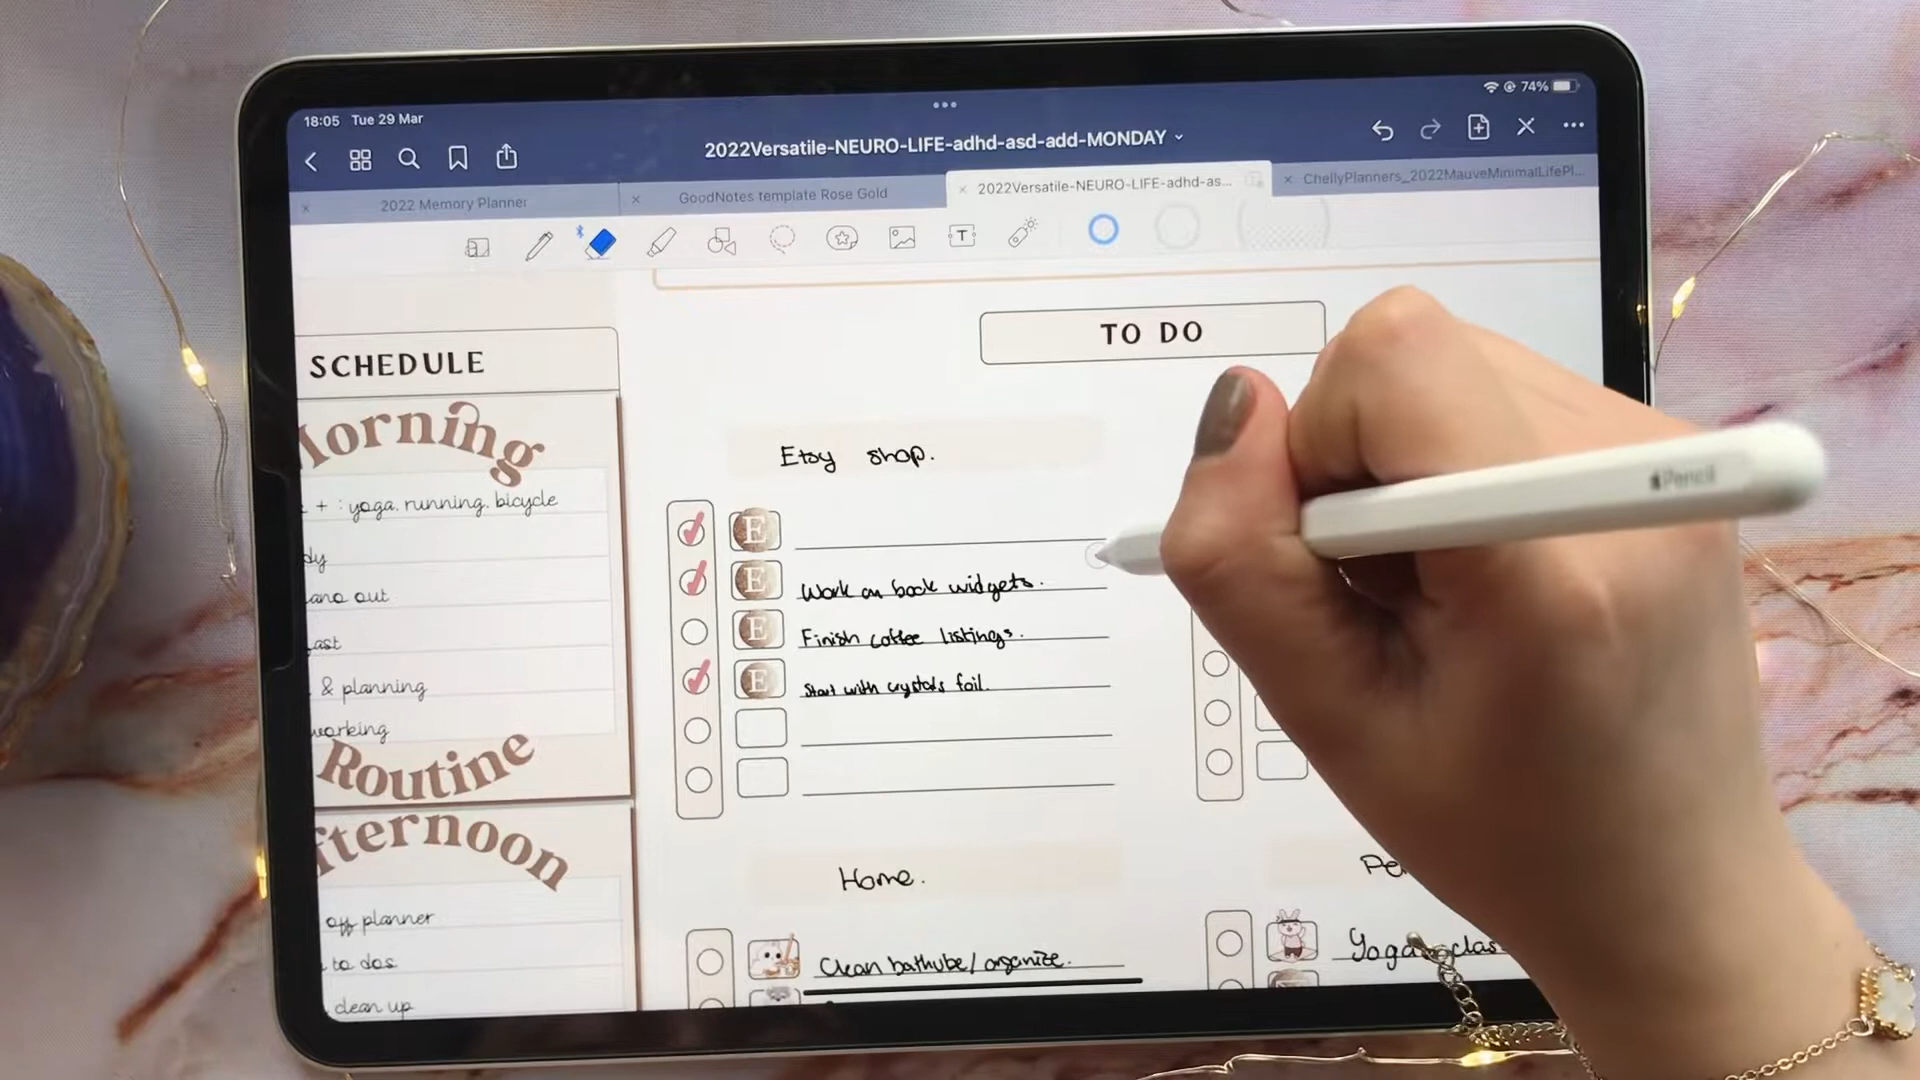 18:05 Tue 29 Mar
74%
2022Versatile-NEURO-LIFE-adhd-asd-add-MONDAY
2022 Memory Planner
GoodNotes template Rose Gold
2022Versatile-NEURO-LIFE-adhd-as...
ChellyPlanners_2022MauveMinimalLifePl...
T
SCHEDULE
Morning
+ : yoga, running, bicycle
& planning
working
Routine
Afternoon
off planner
to dos
clean up
TO DO
Etsy shop.
E
E Work on book widgets.
E Finish coffee listings.
E Start with crystals foil.
Home.
Clean bathube/organize.
Yoga class
Pencil